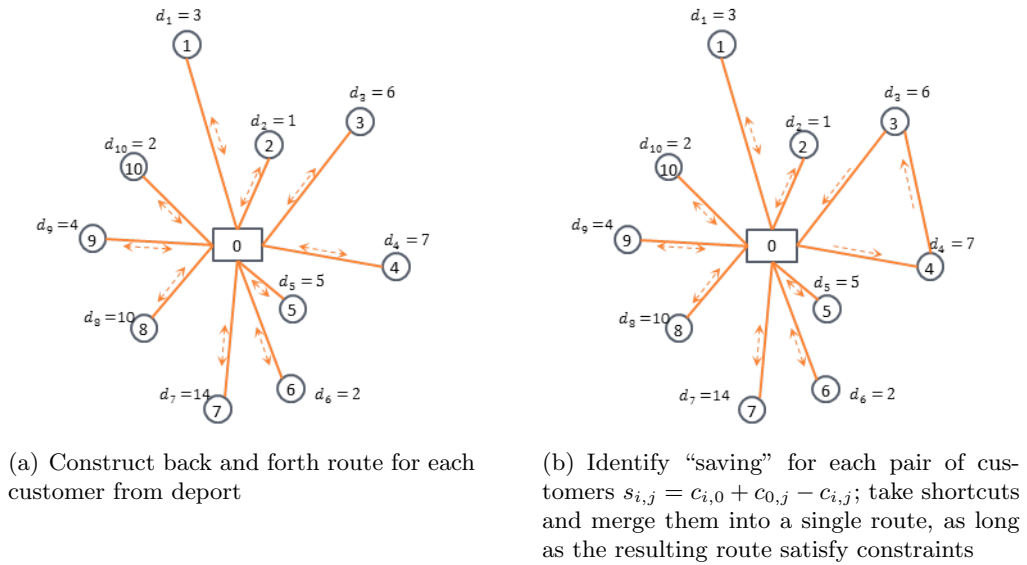 d₁ = 3
1
d₃ = 6
3
d₂ = 1
2
d₁₀ = 2
10
d₉ = 4
9
0
d₄ = 7
4
d₅ = 5
5
d₈ = 10
8
d₇ = 14
7
6
d₆ = 2
d₁ = 3
1
d₃ = 6
3
d₂ = 1
2
d₁₀ = 2
10
d₉ = 4
9
0
d₄ = 7
4
d₅ = 5
5
d₈ = 10
8
d₇ = 14
7
6
d₆ = 2
(a) Construct back and forth route for each
customer from deport
(b) Identify “saving” for each pair of cus-
tomers sᵢ,ⱼ = cᵢ,₀ + c₀,ⱼ − cᵢ,ⱼ; take shortcuts
and merge them into a single route, as long
as the resulting route satisfy constraints